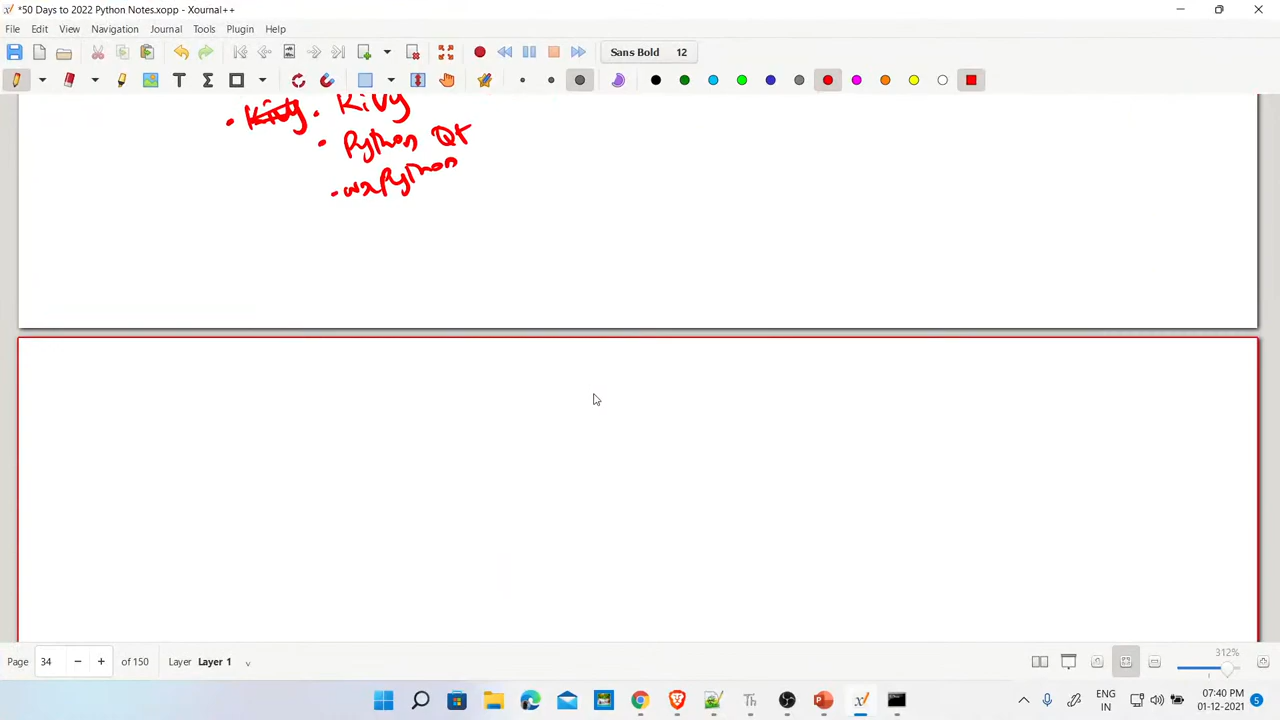 *50 Days to 2022 Python Notes.xopp - Xournal++
File Edit View Navigation Journal Tools Plugin Help
Sans Bold 12
• Kivy • Kivy
• Python Qt
• wxPython
Page 34 of 150 Layer Layer 1
312%
ENG
IN
07:40 PM
01-12-2021
5